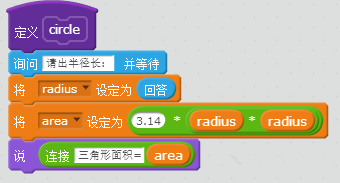 定义 circle
询问 请出半径长: 并等待
将 radius 设定为 回答
将 area 设定为 3.14 * radius * radius
说 连接 三角形面积= area